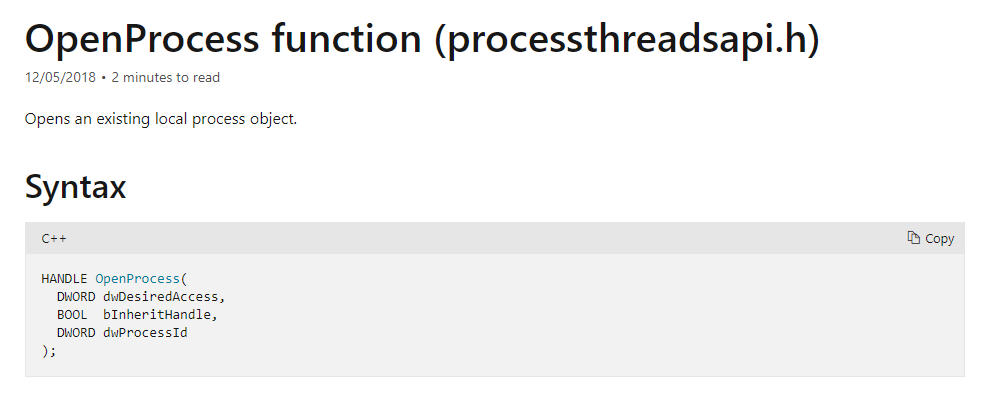 OpenProcess function (processthreadsapi.h)
12/05/2018 • 2 minutes to read
Opens an existing local process object.
Syntax
C++ Copy
HANDLE OpenProcess(
  DWORD dwDesiredAccess,
  BOOL  bInheritHandle,
  DWORD dwProcessId
);